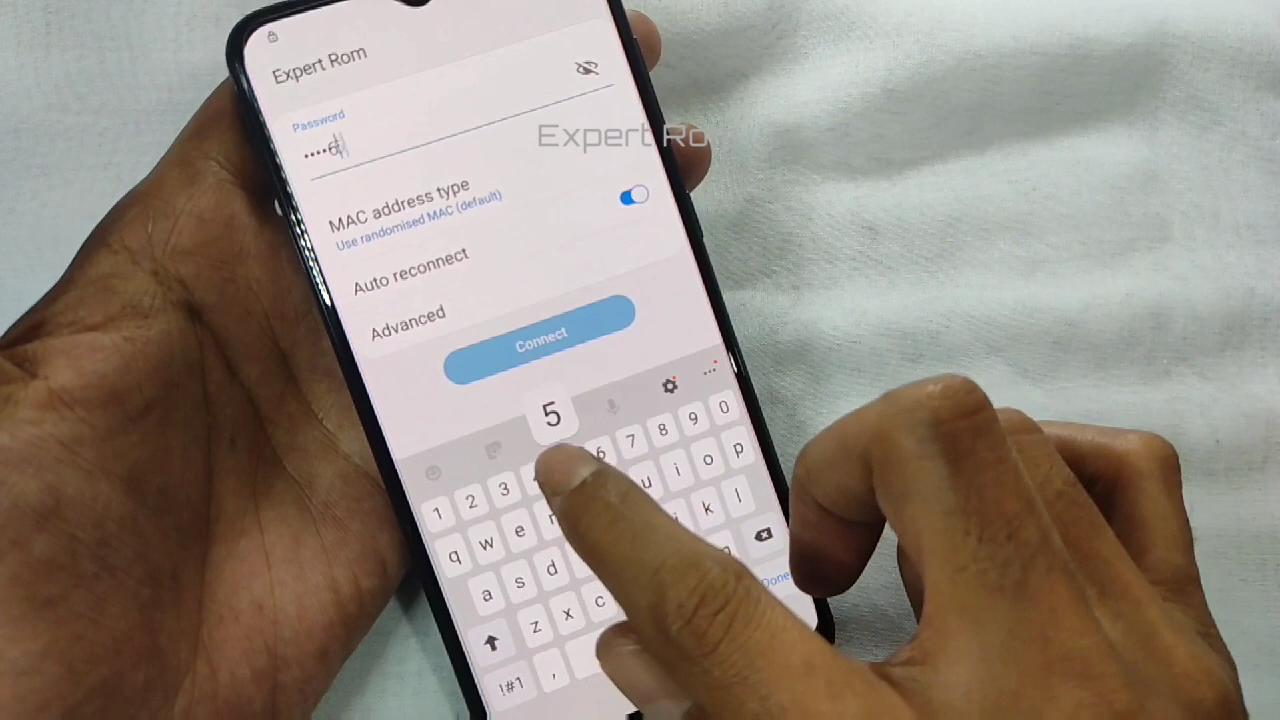 Expert Rom
Password
••••6
Expert Ro
MAC address type
Use randomised MAC (default)
Auto reconnect
Advanced
Connect
5
1 2 3 6 7 8 9 0
q w e u i o p
a s d k l
z x c
!#1 , Done